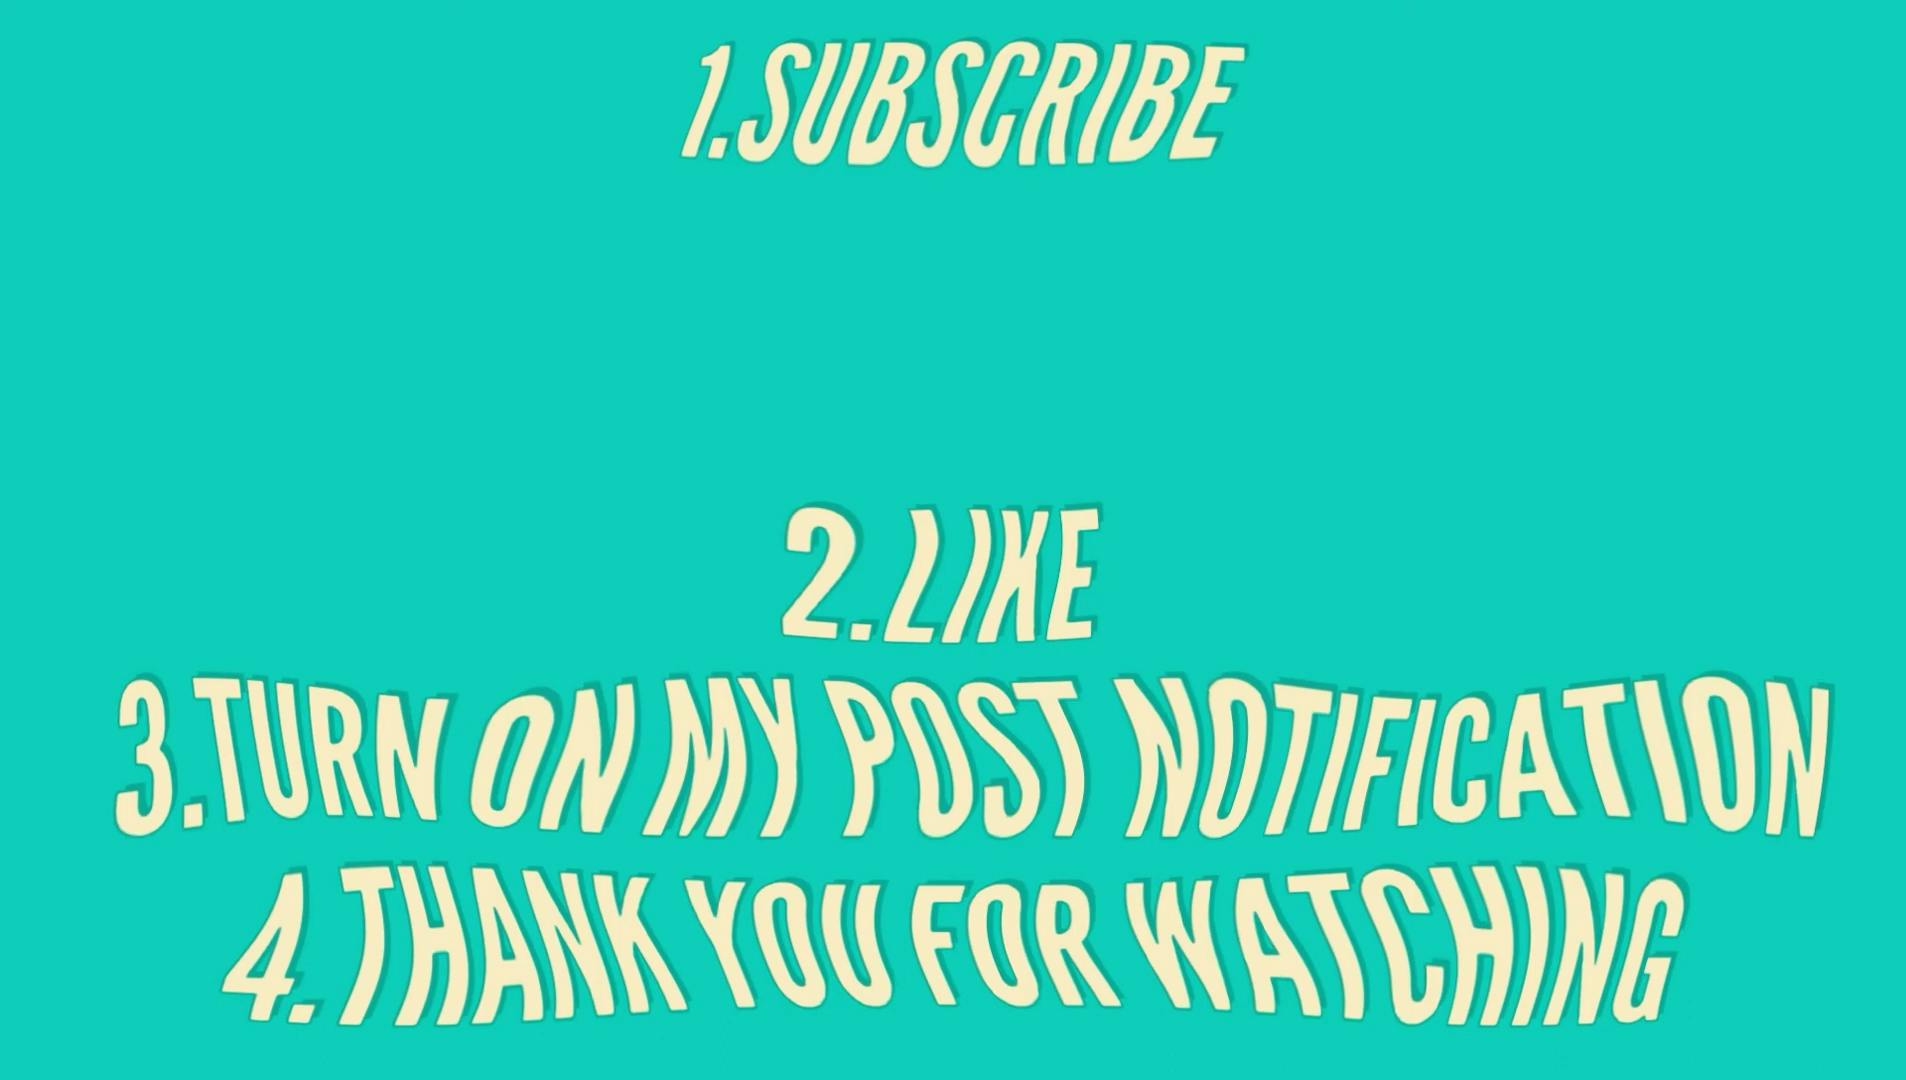 1.SUBSCRIBE
2.LIKE
3.TURN ON MY POST NOTIFICATION
4.THANK YOU FOR WATCHING